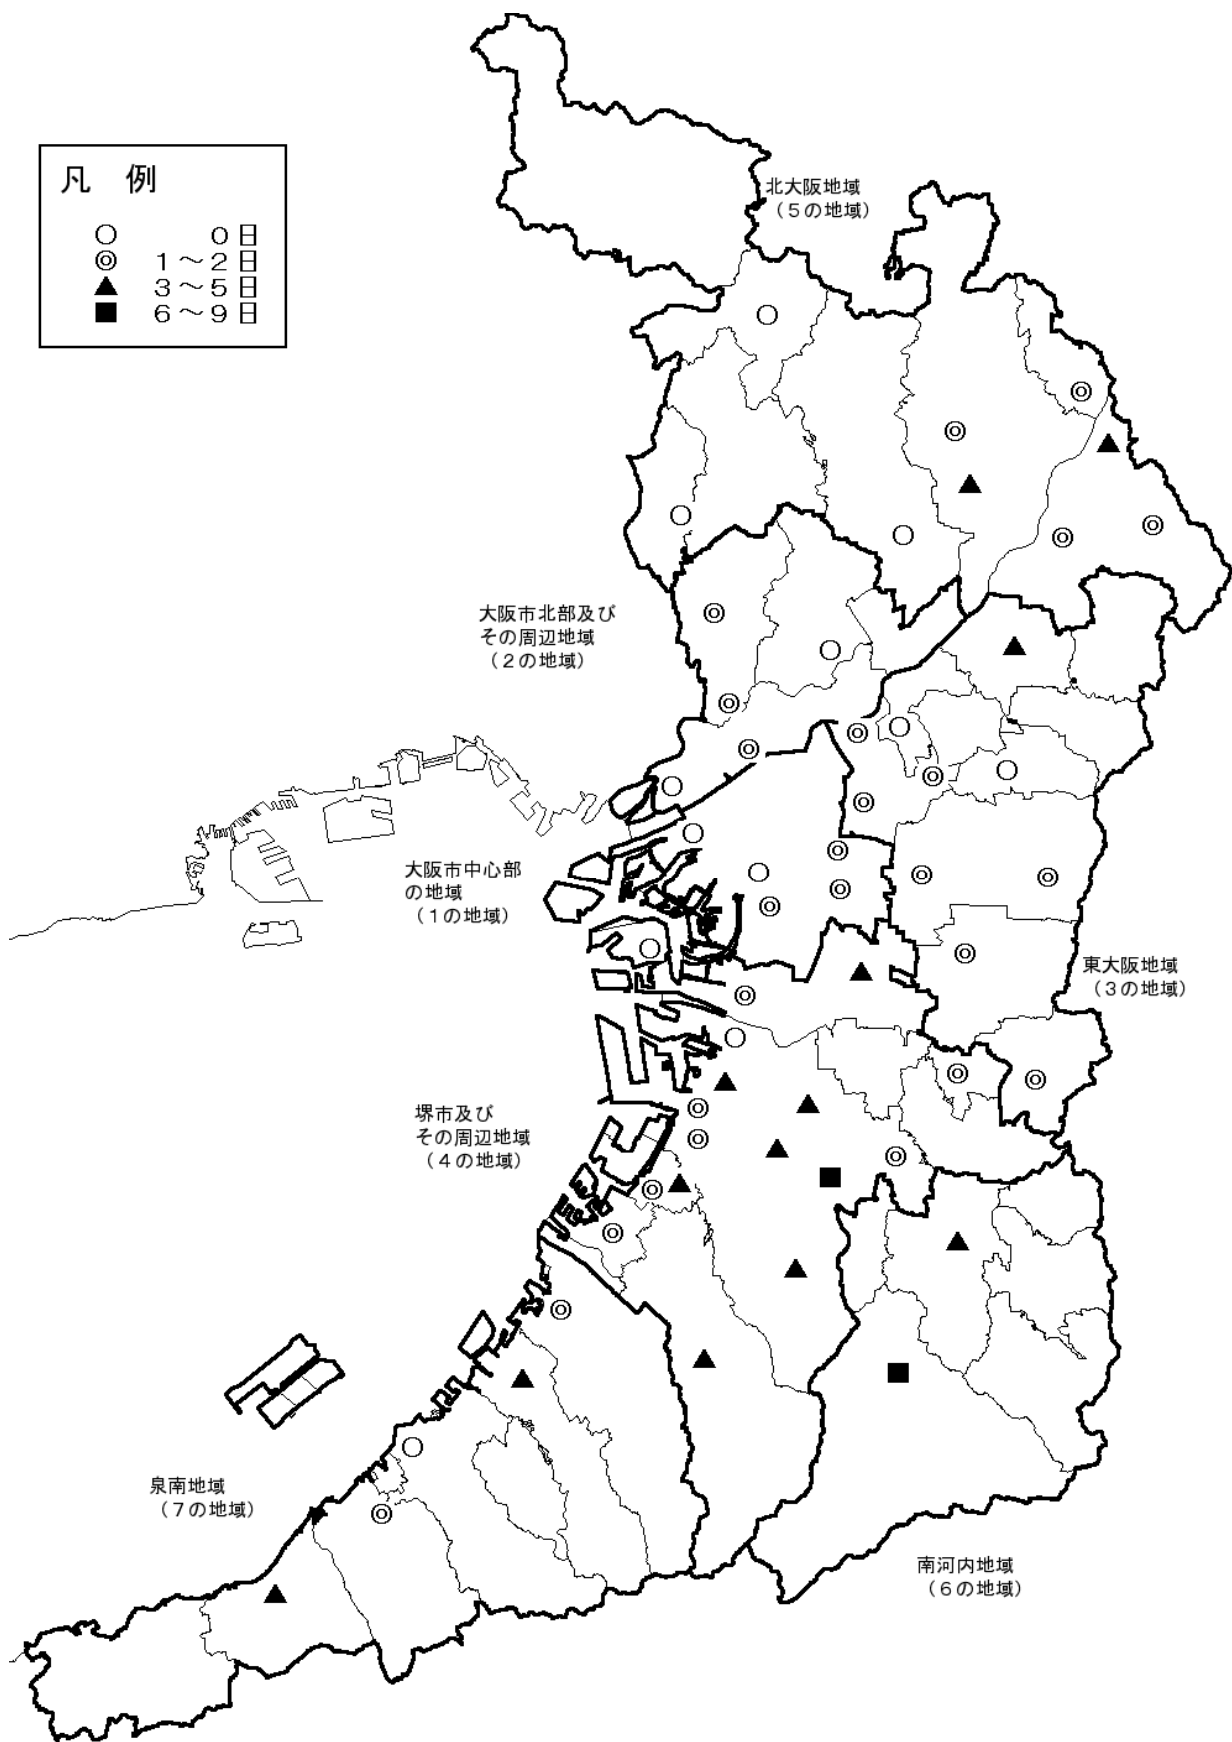 凡　例
○　０日
◎　１～２日
▲　３～５日
■　６～９日
北大阪地域
（５の地域）
大阪市北部及び
その周辺地域
（２の地域）
大阪市中心部
の地域
（１の地域）
東大阪地域
（３の地域）
堺市及び
その周辺地域
（４の地域）
泉南地域
（７の地域）
南河内地域
（６の地域）